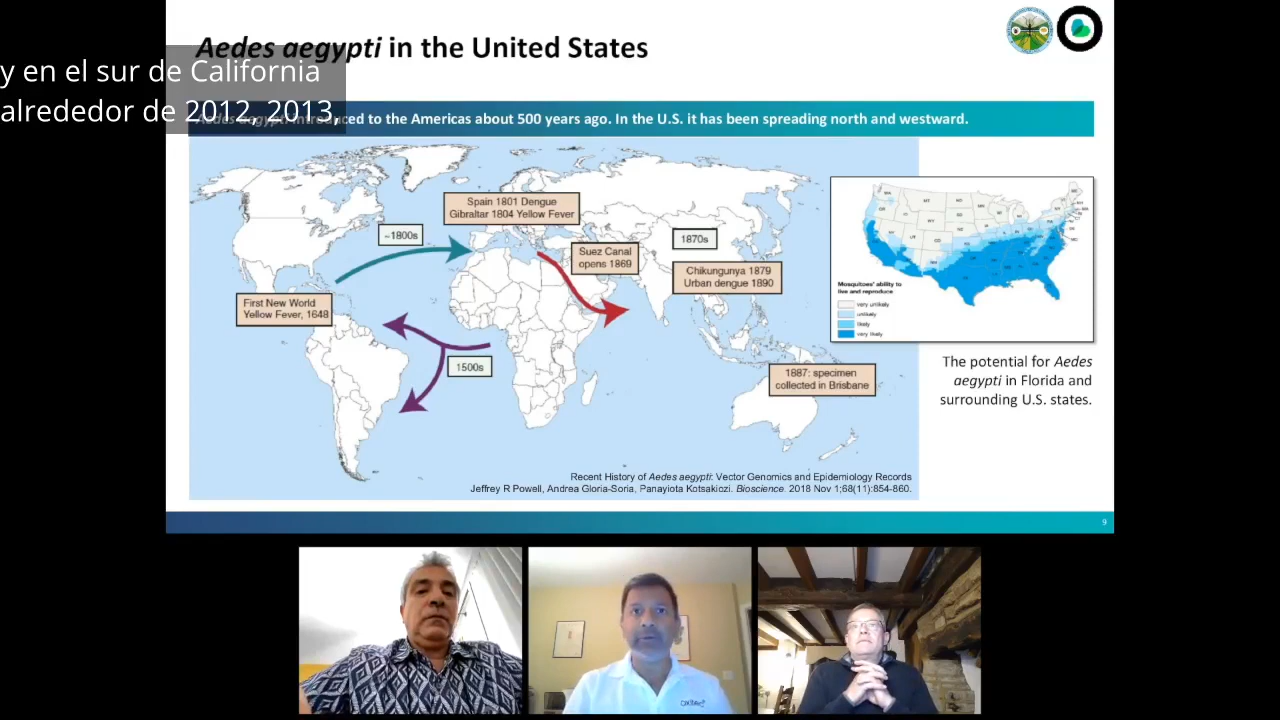 Aedes aegypti in the United States
y en el sur de California
alrededor de 2012, 2013,
Aedes aegypti introduced to the Americas about 500 years ago. In the U.S. it has been spreading north and westward.
Spain 1801 Dengue
Gibraltar 1804 Yellow Fever
~1800s
Suez Canal
opens 1869
1870s
Chikungunya 1879
Urban dengue 1890
First New World
Yellow Fever, 1648
1500s
1887: specimen
collected in Brisbane
Mosquitoes' ability to
live and reproduce
very unlikely
unlikely
likely
very likely
The potential for Aedes
aegypti in Florida and
surrounding U.S. states.
Recent History of Aedes aegypti: Vector Genomics and Epidemiology Records
Jeffrey R Powell, Andrea Gloria-Soria, Panayiota Kotsakiozi. Bioscience. 2018 Nov 1;68(11):854-860.
9
oxitec